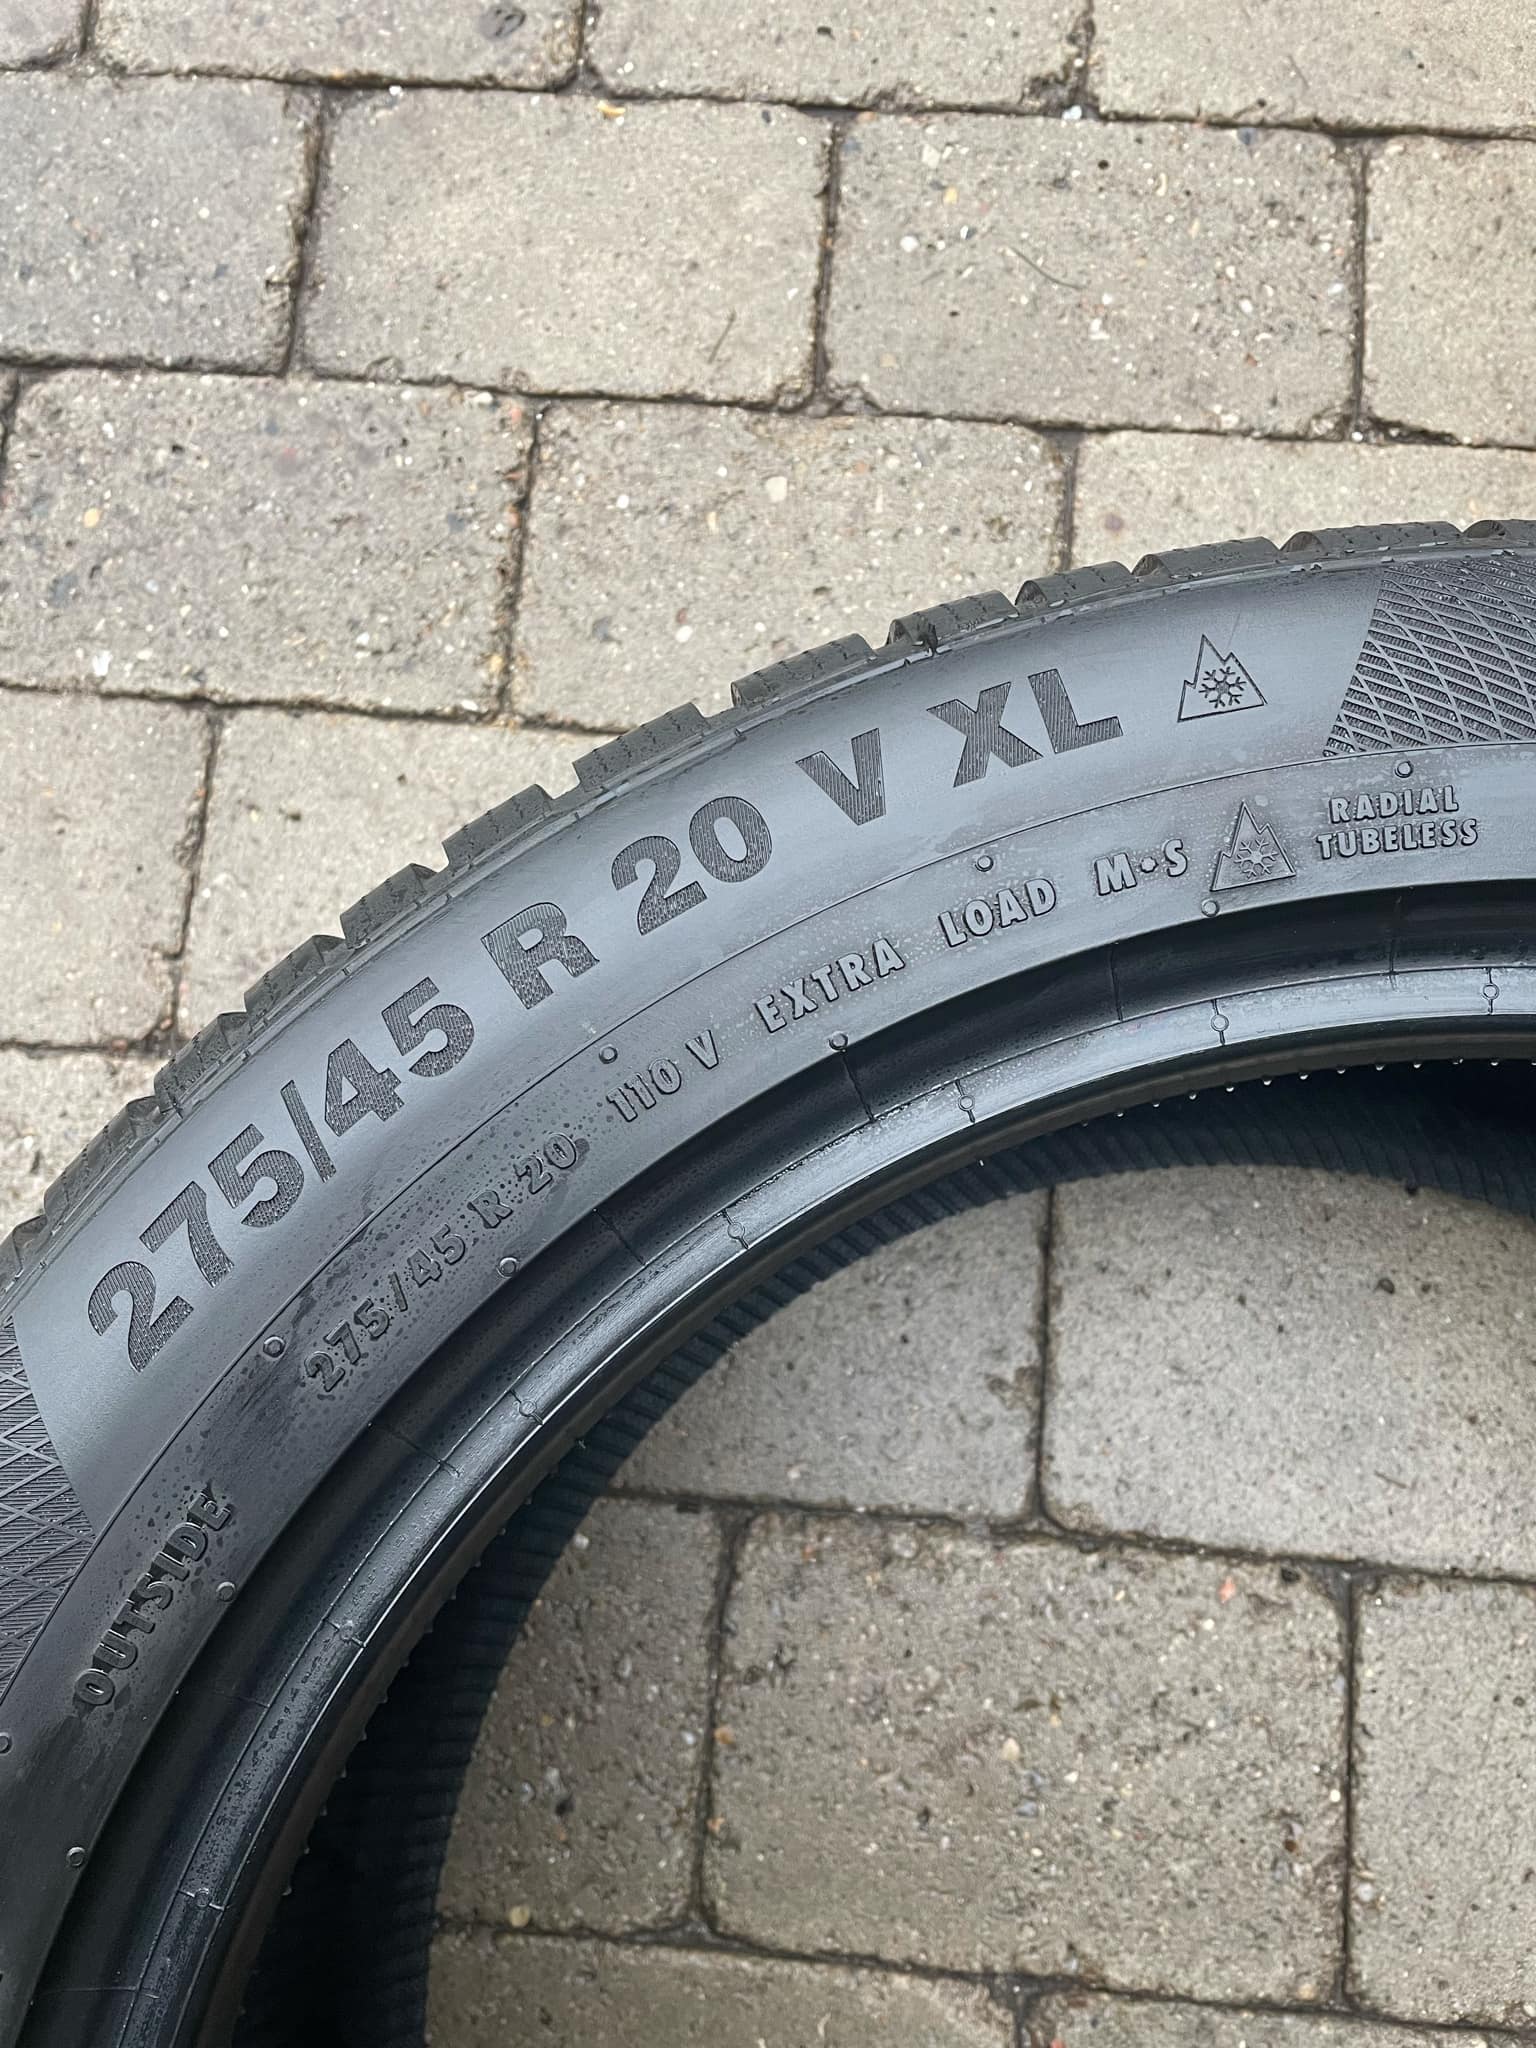 275/45 R 20 V XL
275/45 R 20 110 V EXTRA LOAD M•S
RADIAL
TUBELESS
OUTSIDE